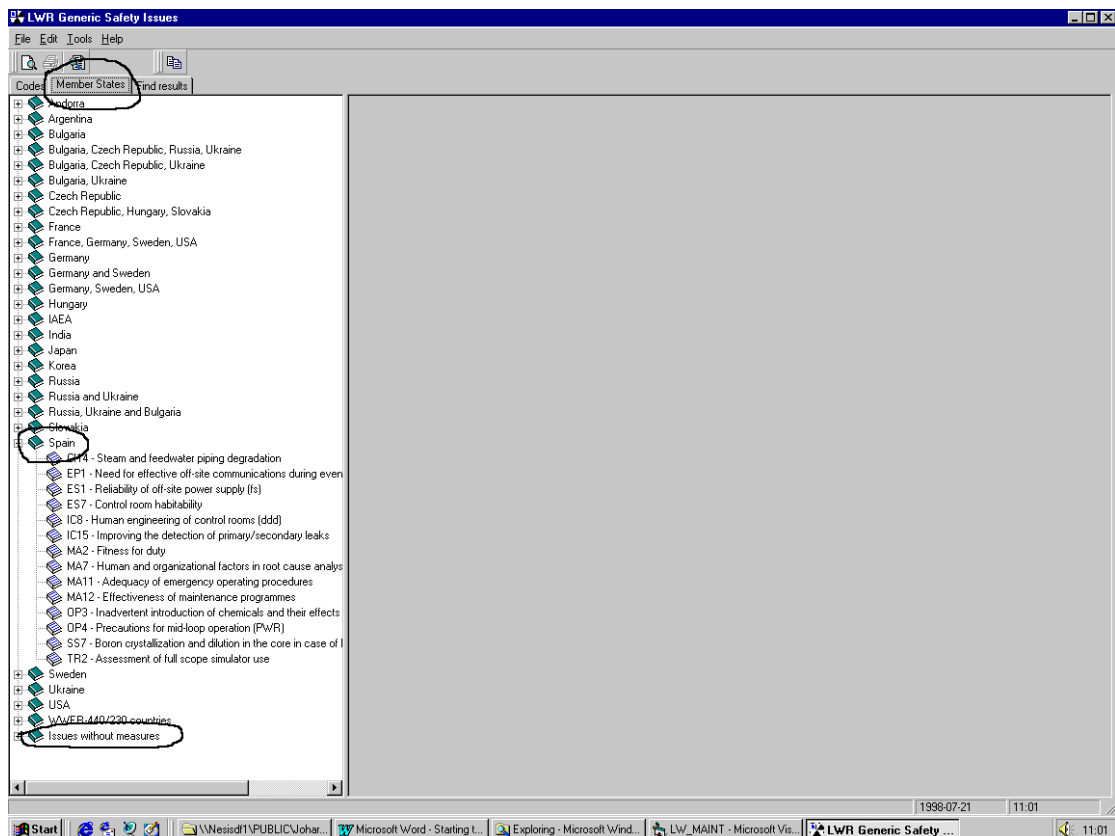 LWR Generic Safety Issues
File Edit Tools Help
Codes Member States Find results
Andorra
Argentina
Bulgaria
Bulgaria, Czech Republic, Russia, Ukraine
Bulgaria, Czech Republic, Ukraine
Bulgaria, Ukraine
Czech Republic
Czech Republic, Hungary, Slovakia
France
France, Germany, Sweden, USA
Germany
Germany and Sweden
Germany, Sweden, USA
Hungary
IAEA
India
Japan
Korea
Russia
Russia and Ukraine
Russia, Ukraine and Bulgaria
Slovakia
Spain
CI14 - Steam and feedwater piping degradation
EP1 - Need for effective off-site communications during even
ES1 - Reliability of off-site power supply (fs)
ES7 - Control room habitability
IC8 - Human engineering of control rooms (ddd)
IC15 - Improving the detection of primary/secondary leaks
MA2 - Fitness for duty
MA7 - Human and organizational factors in root cause analys
MA11 - Adequacy of emergency operating procedures
MA12 - Effectiveness of maintenance programmes
OP3 - Inadvertent introduction of chemicals and their effects
OP4 - Precautions for mid-loop operation (PWR)
SS7 - Boron crystallization and dilution in the core in case of l
TR2 - Assessment of full scope simulator use
Sweden
Ukraine
USA
WWER-440/230 countries
Issues without measures
1998-07-21 11:01
Start \\Nesisdf1\PUBLIC\Johar... Microsoft Word - Starting t... Exploring - Microsoft Wind... LW_MAINT - Microsoft Vis... LWR Generic Safety ... 11:01